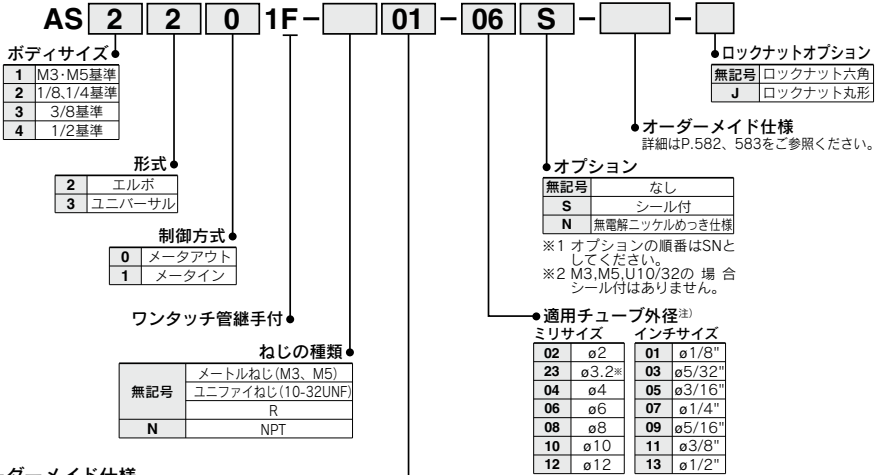 AS 2 2 0 1F - 01 - 06 S - -
ボディサイズ
1 M3･M5基準
2 1/8､1/4基準
3 3/8基準
4 1/2基準
形式
2 エルボ
3 ユニバーサル
制御方式
0 メータアウト
1 メータイン
ワンタッチ管継手付
ねじの種類
無記号 メートルねじ(M3、M5)
ユニファイねじ(10-32UNF)
R
N NPT
ロックナットオプション
無記号 ロックナット六角
J ロックナット丸形
オーダーメイド仕様
詳細はP.582、583をご参照ください。
オプション
無記号 なし
S シール付
N 無電解ニッケルめっき仕様
※1 オプションの順番はSNと
してください。
※2 M3,M5,U10/32の 場 合
シール付はありません。
適用チューブ外径注)
ミリサイズ インチサイズ
02 ø2 01 ø1/8"
23 ø3.2※ 03 ø5/32"
04 ø4 05 ø3/16"
06 ø6 07 ø1/4"
08 ø8 09 ø5/16"
10 ø10 11 ø3/8"
12 ø12 13 ø1/2"